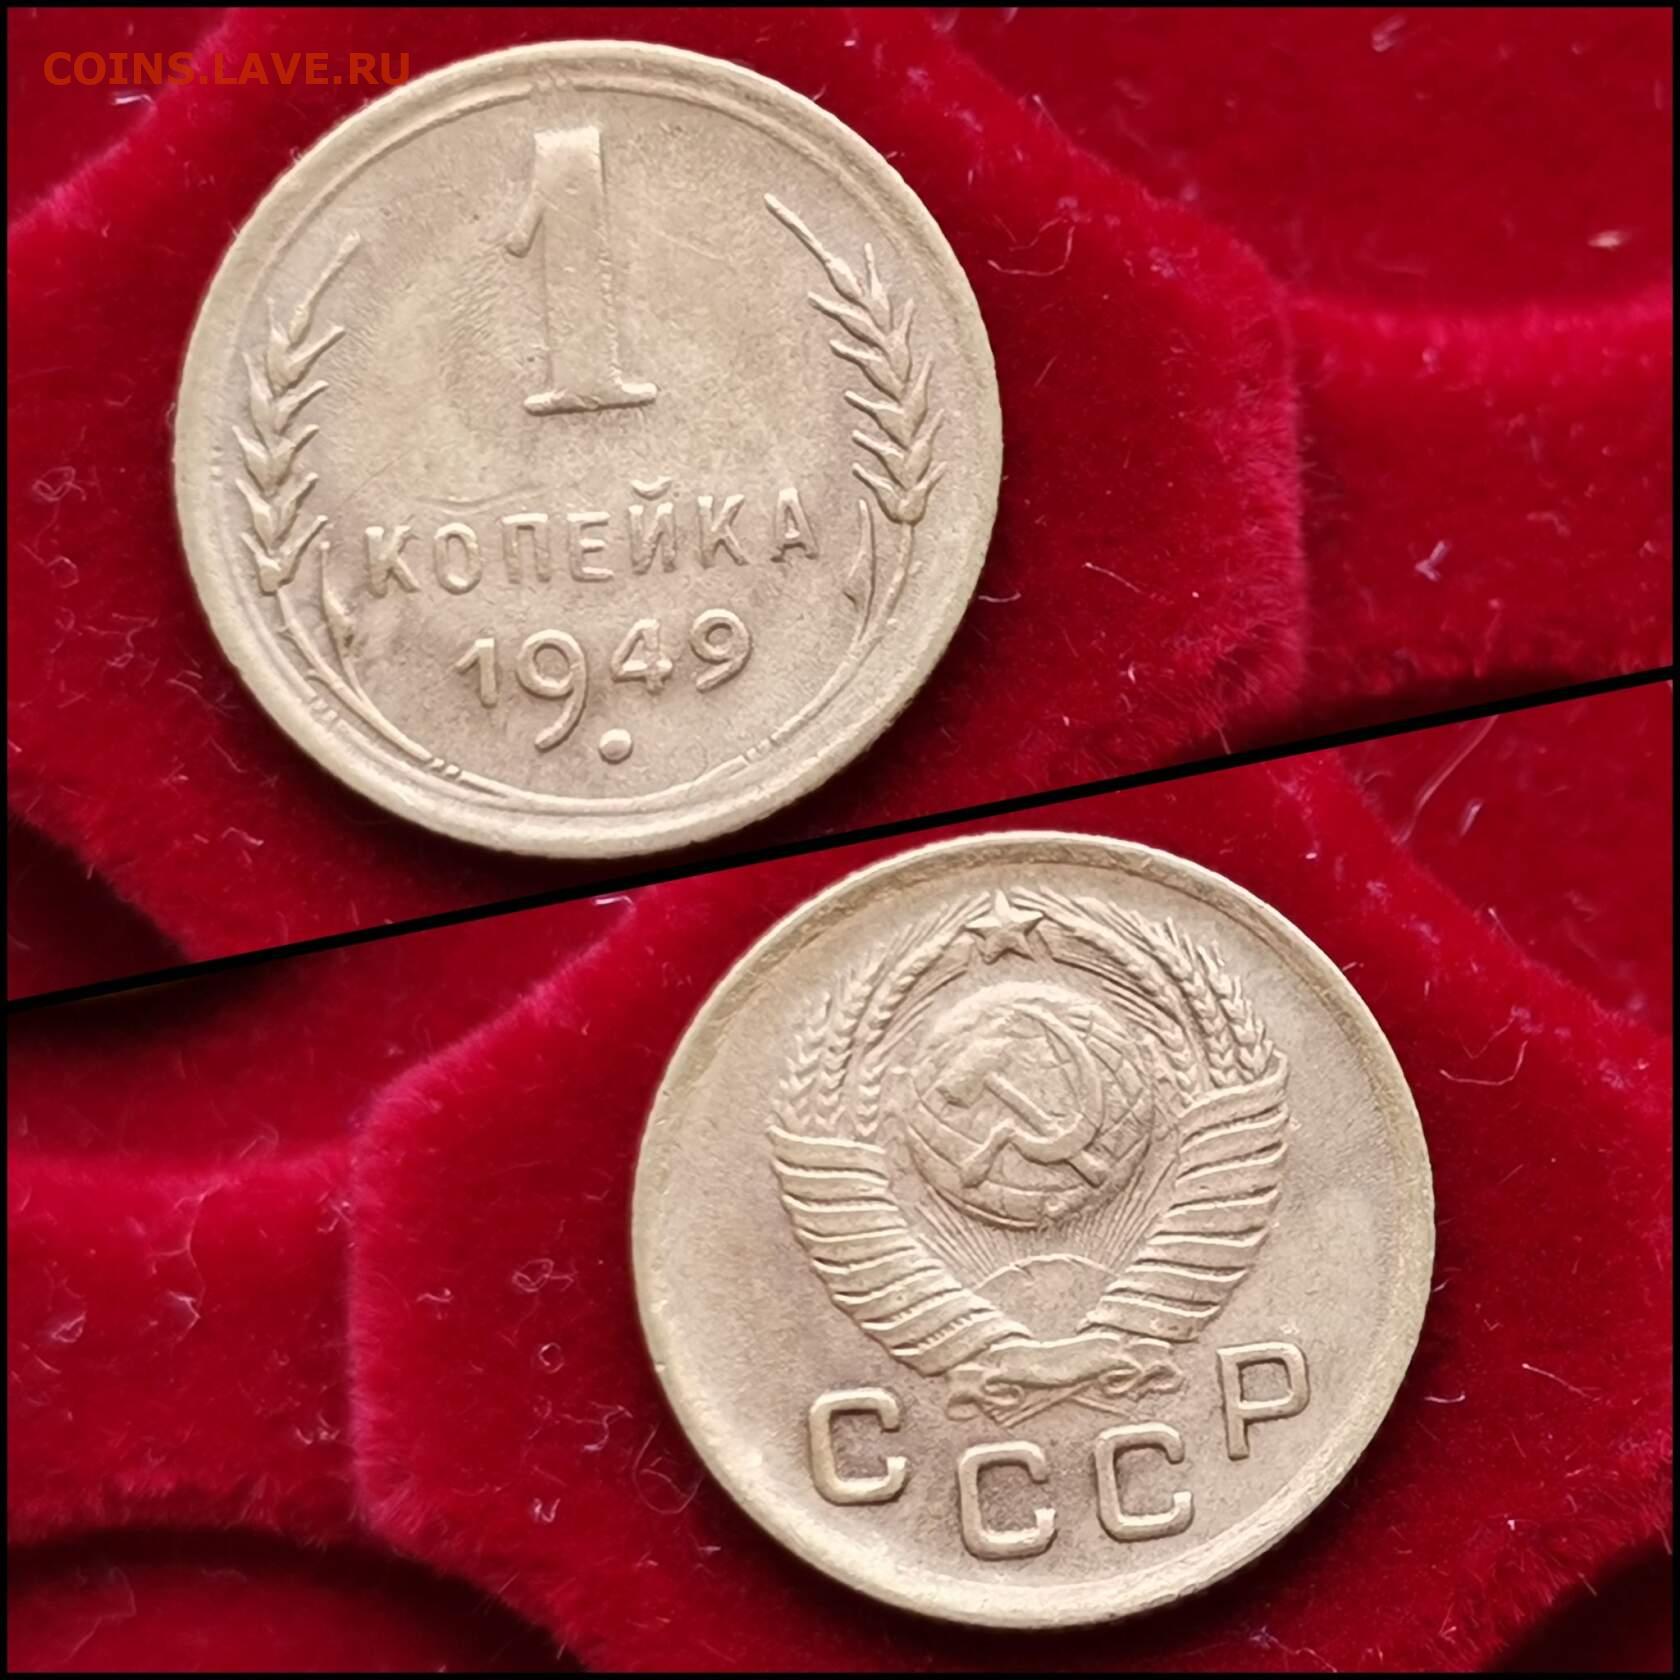 COINS.LAVE.RU
1
КОПЕЙКА
1949
г.
СССР